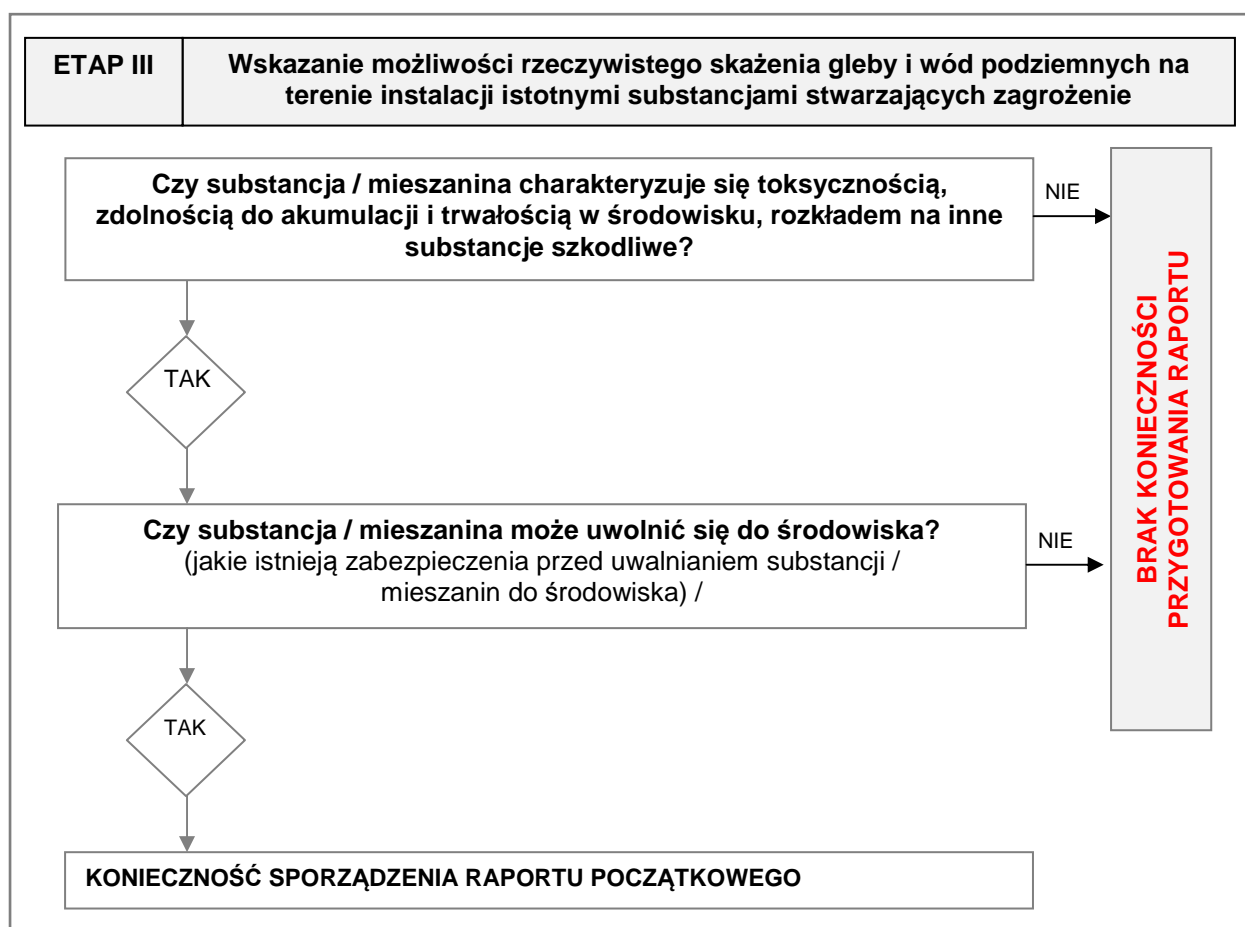 ETAP III
Wskazanie możliwości rzeczywistego skażenia gleby i wód podziemnych na
terenie instalacji istotnymi substancjami stwarzających zagrożenie
Czy substancja / mieszanina charakteryzuje się toksycznością,
zdolnością do akumulacji i trwałością w środowisku, rozkładem na inne
substancje szkodliwe?
NIE
TAK
Czy substancja / mieszanina może uwolnić się do środowiska?
(jakie istnieją zabezpieczenia przed uwalnianiem substancji /
mieszanin do środowiska) /
NIE
BRAK KONIECZNOŚCI
PRZYGOTOWANIA RAPORTU
TAK
KONIECZNOŚĆ SPORZĄDZENIA RAPORTU POCZĄTKOWEGO